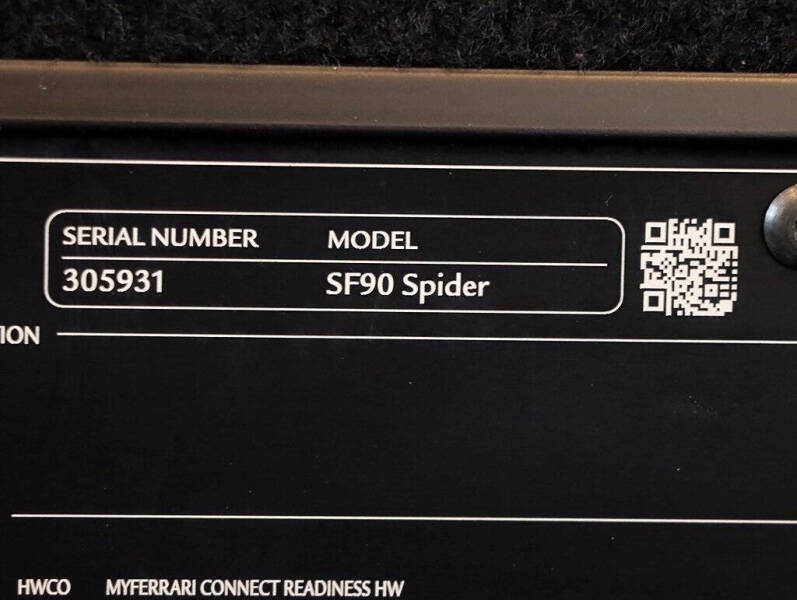 SERIAL NUMBER MODEL
305931 SF90 Spider
ION
HWCO MYFERRARI CONNECT READINESS HW